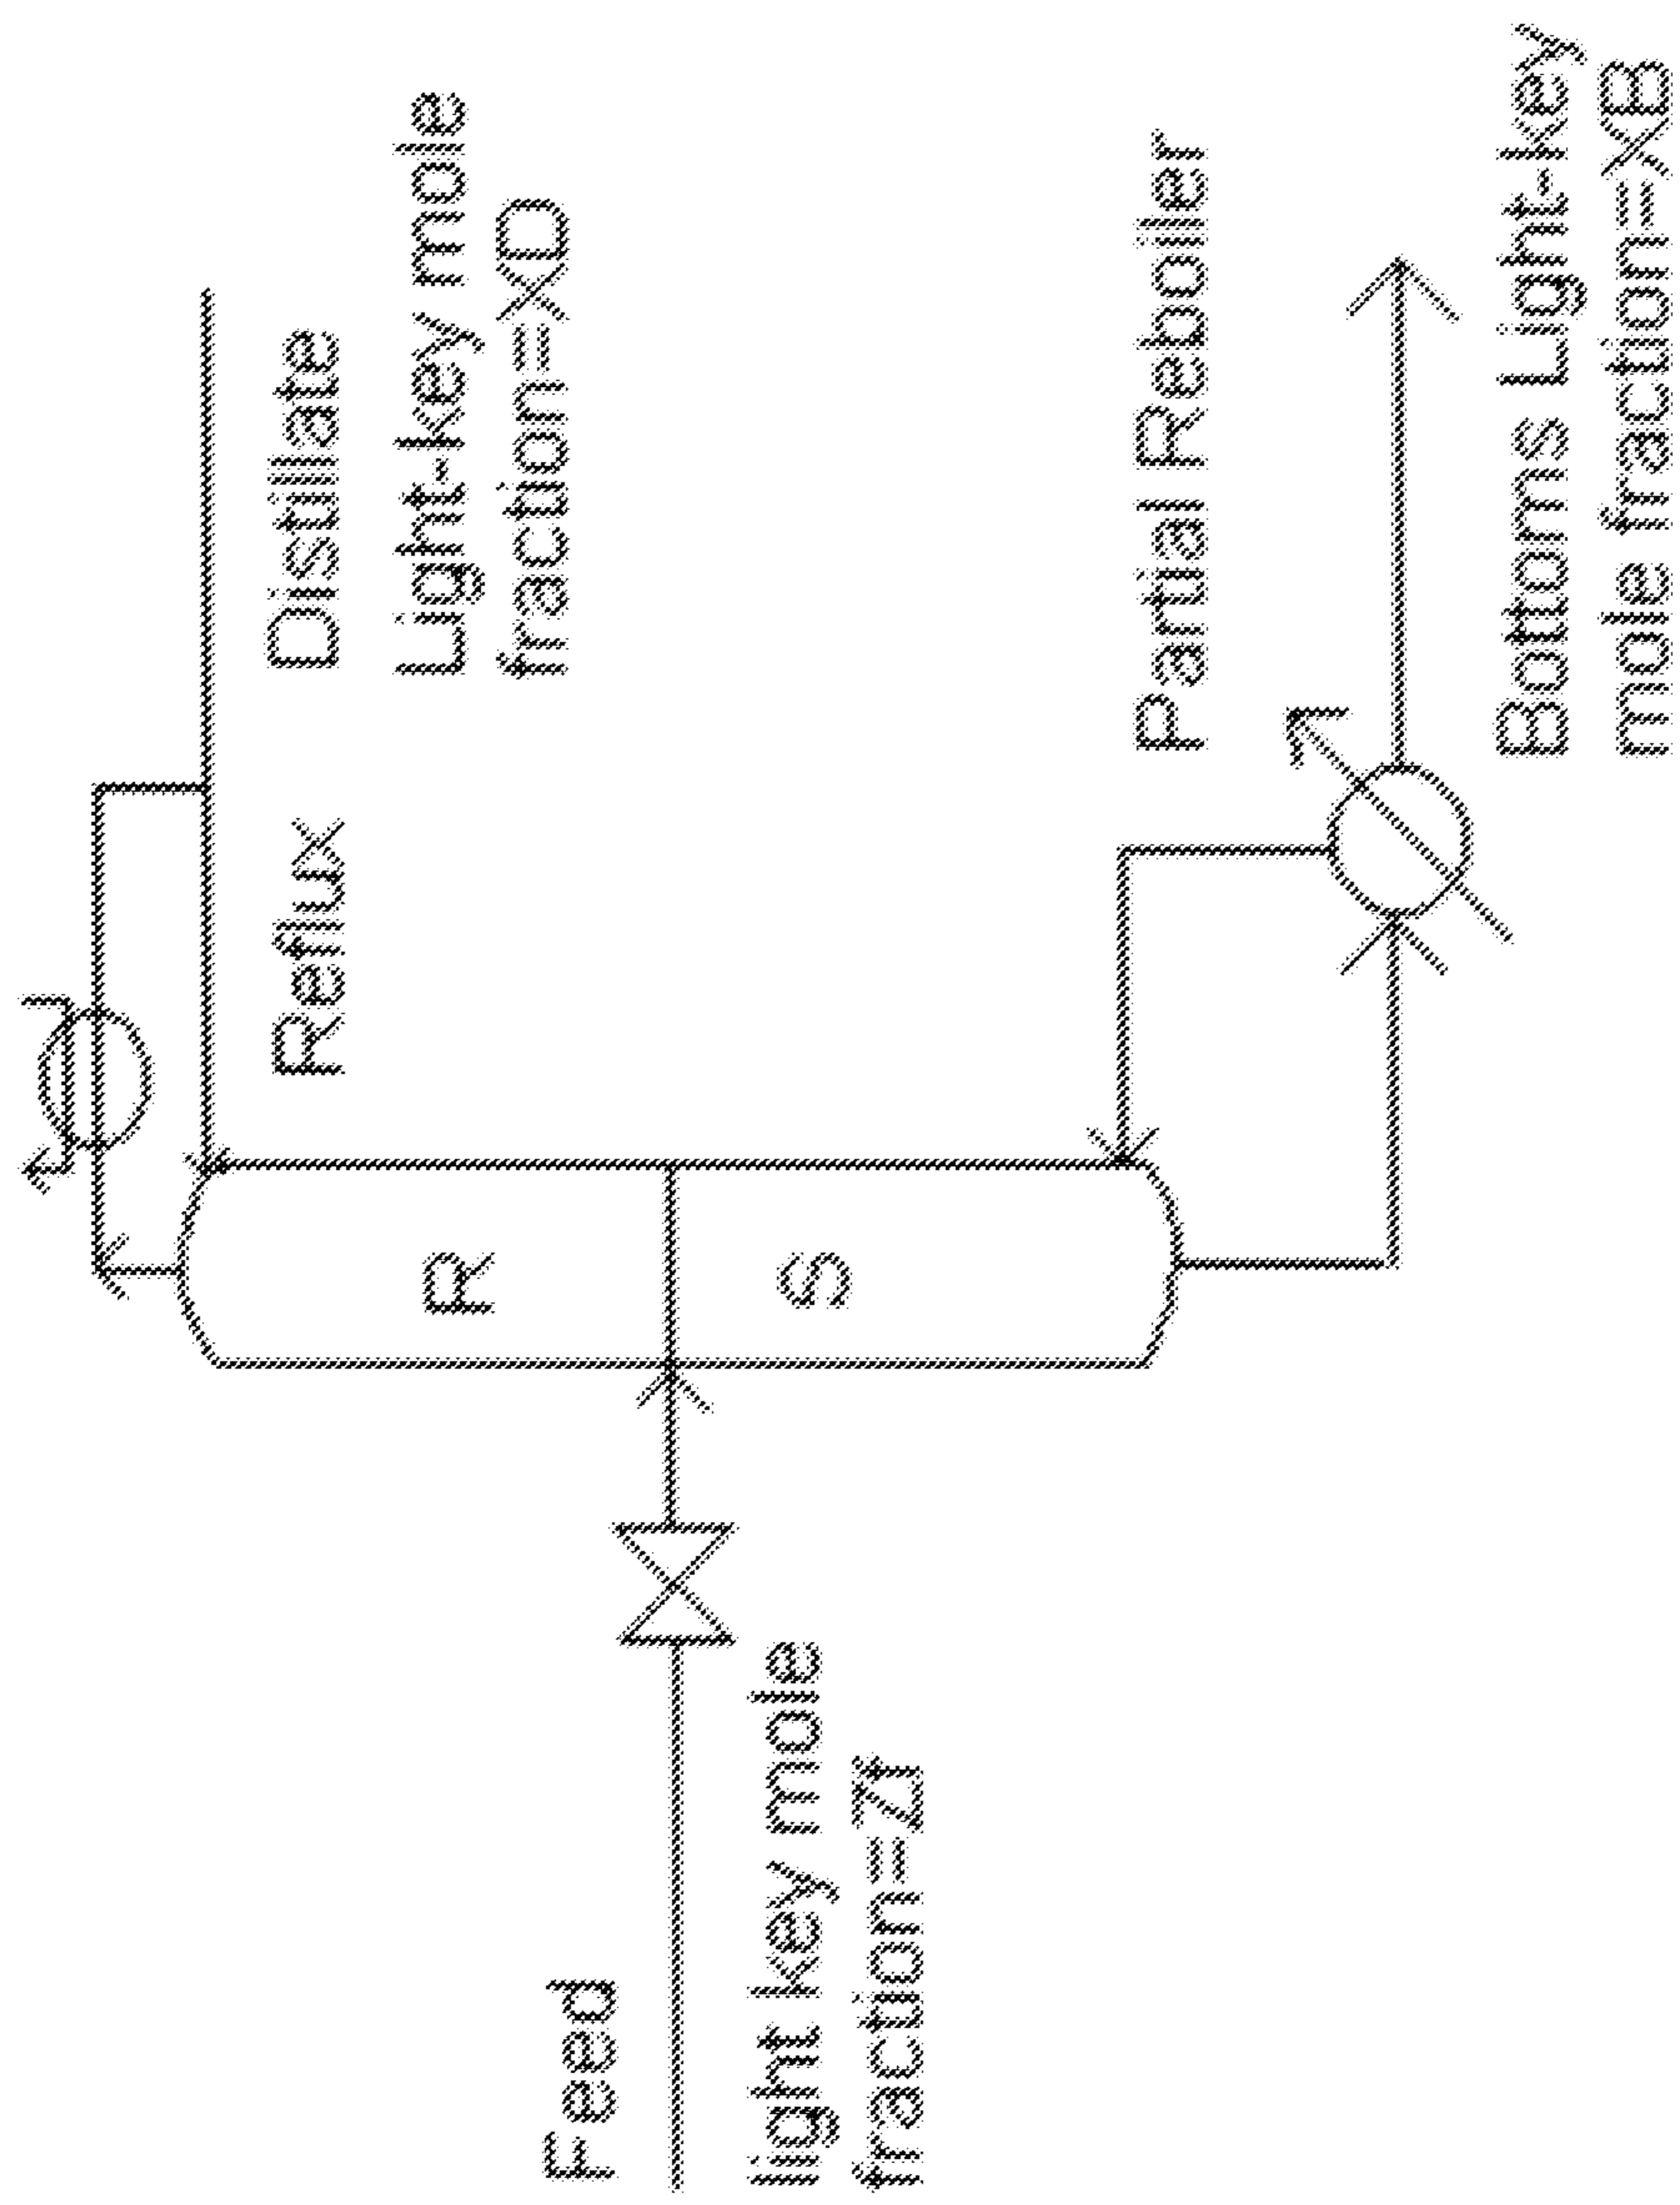 Feed
light key mole
fraction=Zf
R
S
Reflux
Distillate
Light-key mole
fraction=XD
Partial Reboiler
Bottoms Light-key
mole fraction=XB